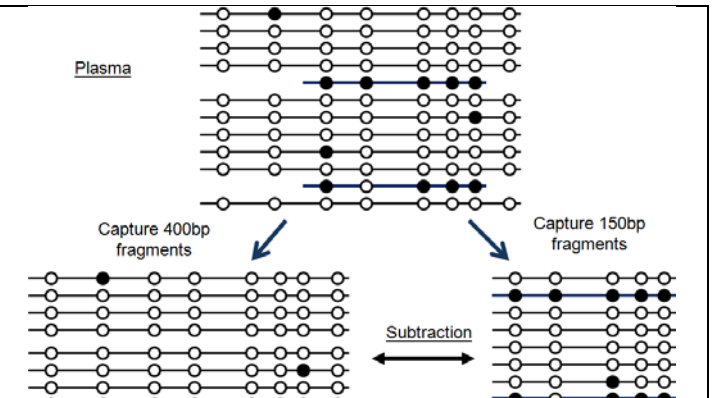 Plasma
Capture 400bp
fragments
Capture 150bp
fragments
Subtraction